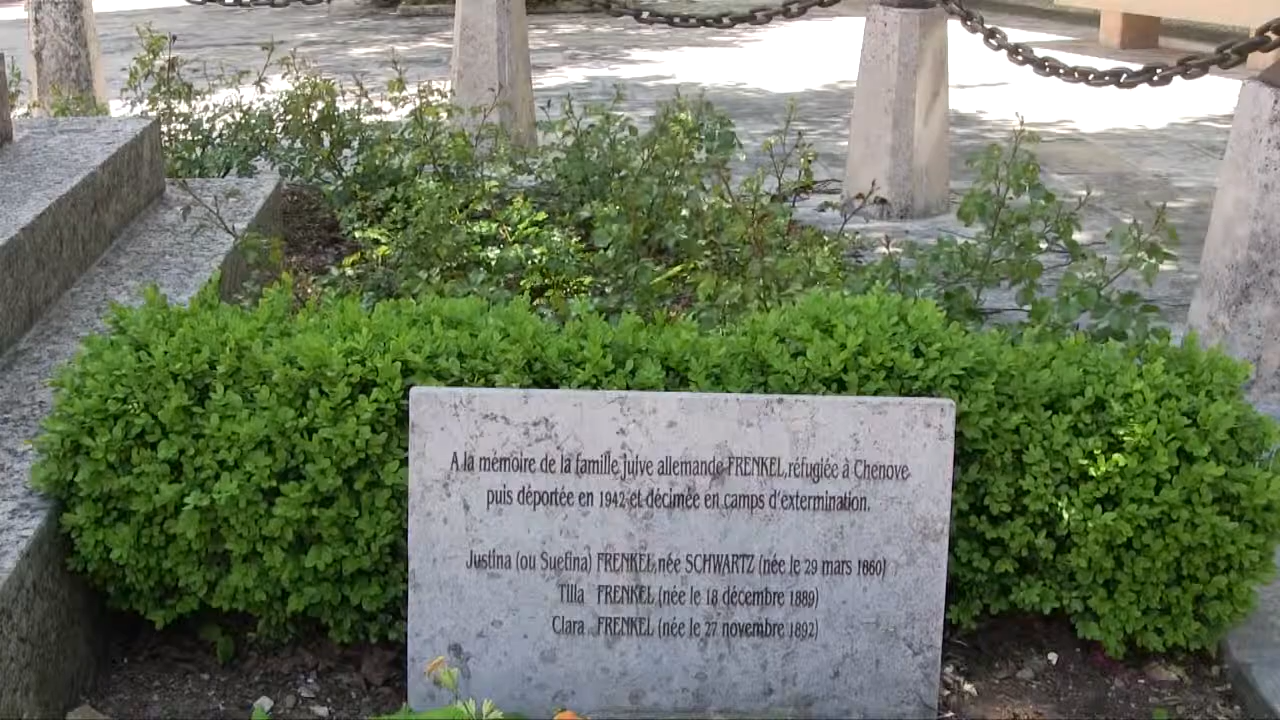 A la mémoire de la famille juive allemande FRENKEL, réfugiée à Chenove
puis déportée en 1942 et décimée en camps d'extermination.
Justina (ou Suetina) FRENKEL, née SCHWARTZ (née le 29 mars 1860)
Tilla FRENKEL (née le 18 décembre 1889)
Clara FRENKEL (née le 27 novembre 1892)